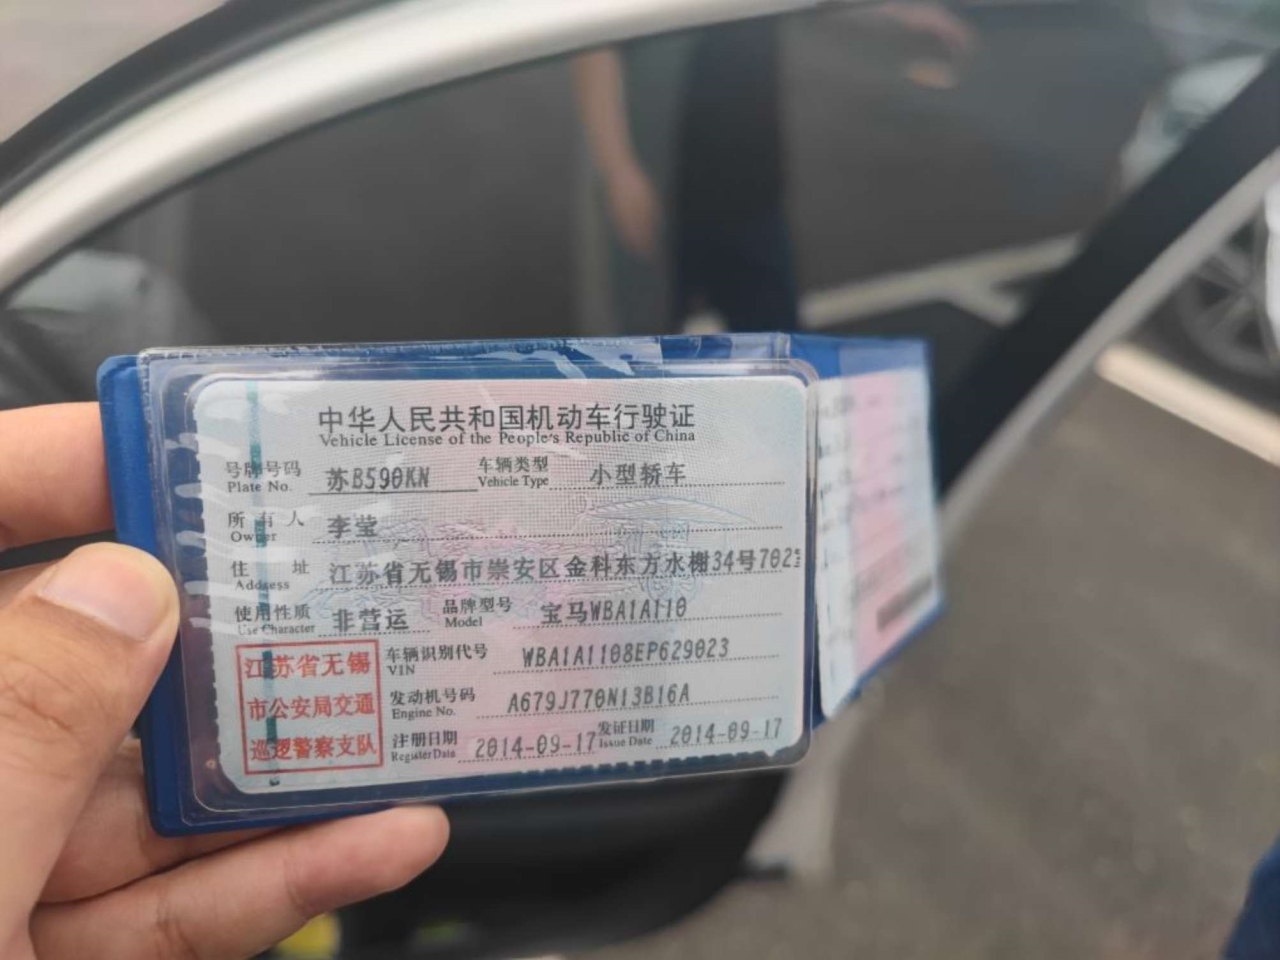 中华人民共和国机动车行驶证
Vehicle License of the People's Republic of China
号牌号码 苏B590KN 车辆类型 小型轿车
Plate No. Vehicle Type
所有人 李莹
Owner
住址 江苏省无锡市崇安区金科东方水榭34号702室
Address
使用性质 非营运 品牌型号 宝马WBA1A110
Use Character Model
江苏省无锡
市公安局交通
巡逻警察支队
车辆识别代号 WBA1A1108EP629023
VIN
发动机号码 A679J770N13B16A
Engine No.
注册日期 2014-09-17 发证日期 2014-09-17
Register Data Issue Date